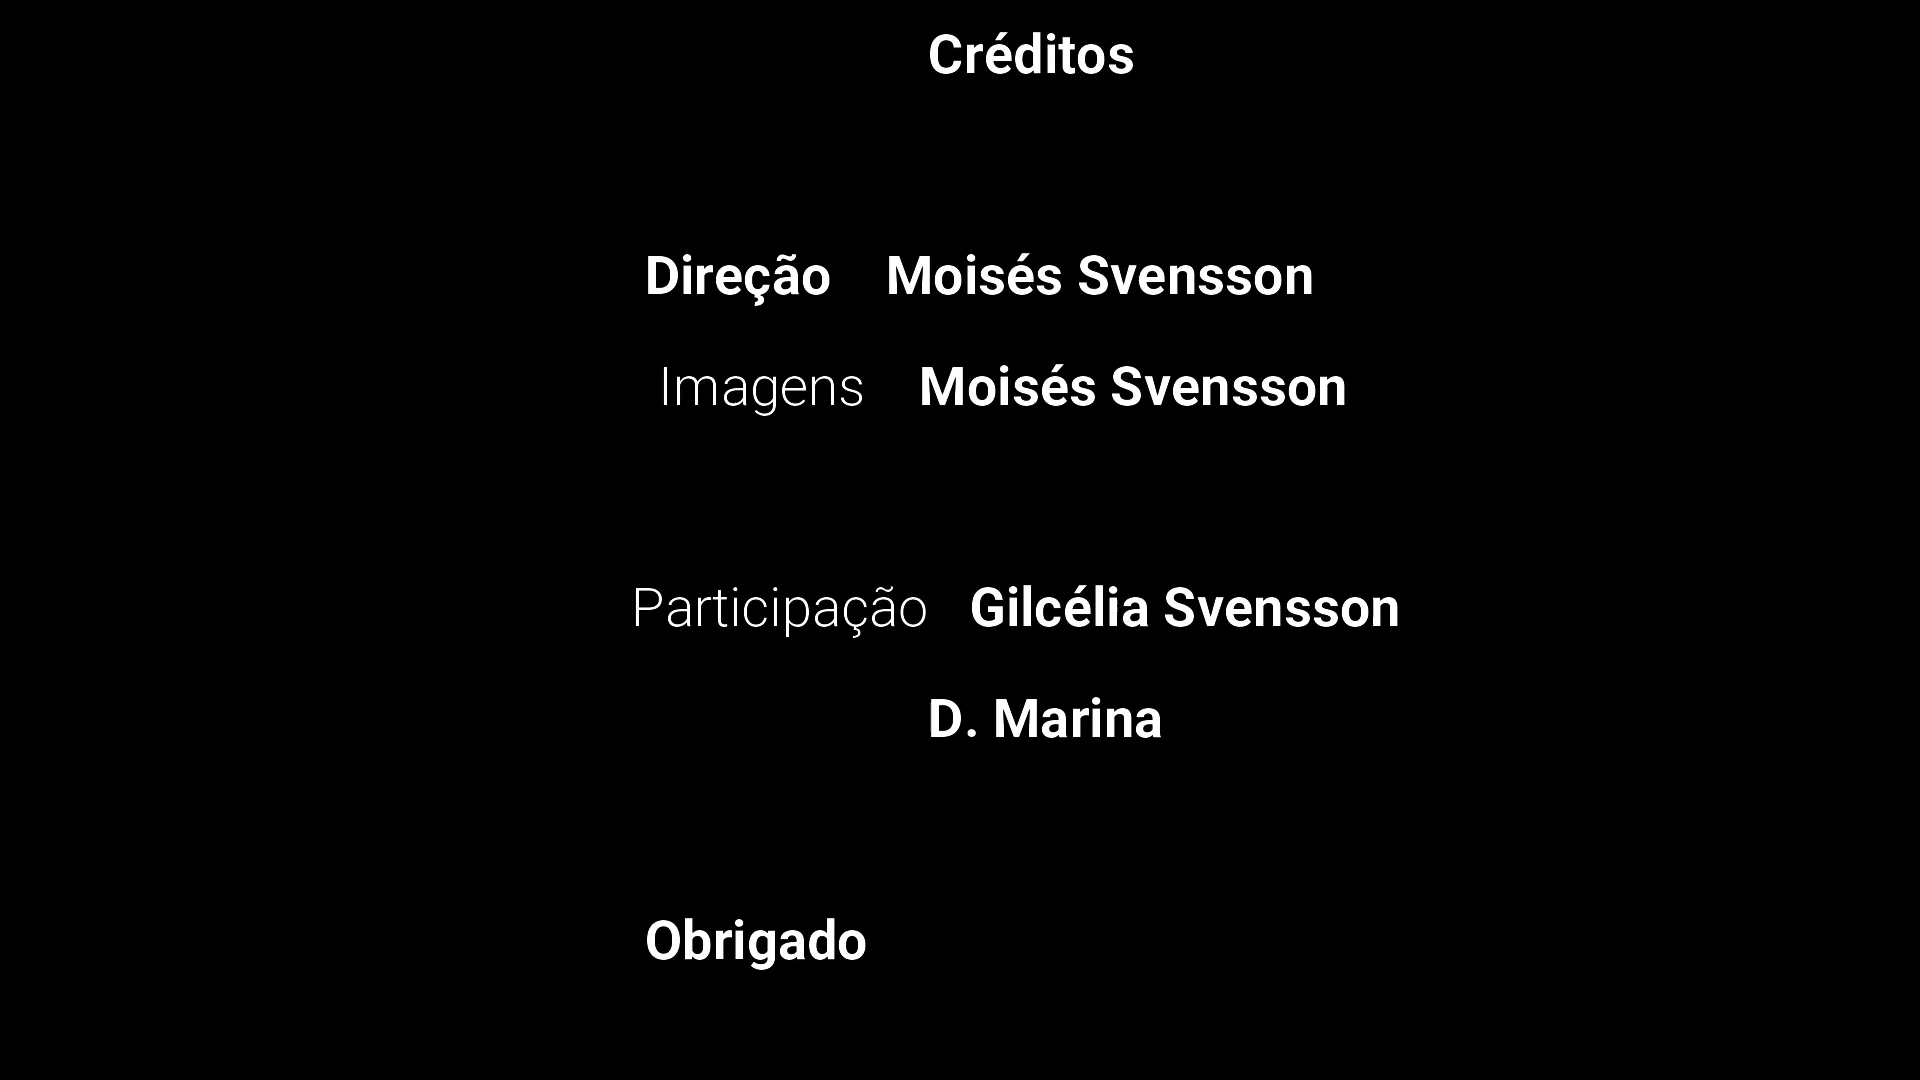 Créditos
Direção Moisés Svensson
Imagens Moisés Svensson
Participação Gilcélia Svensson
D. Marina
Obrigado